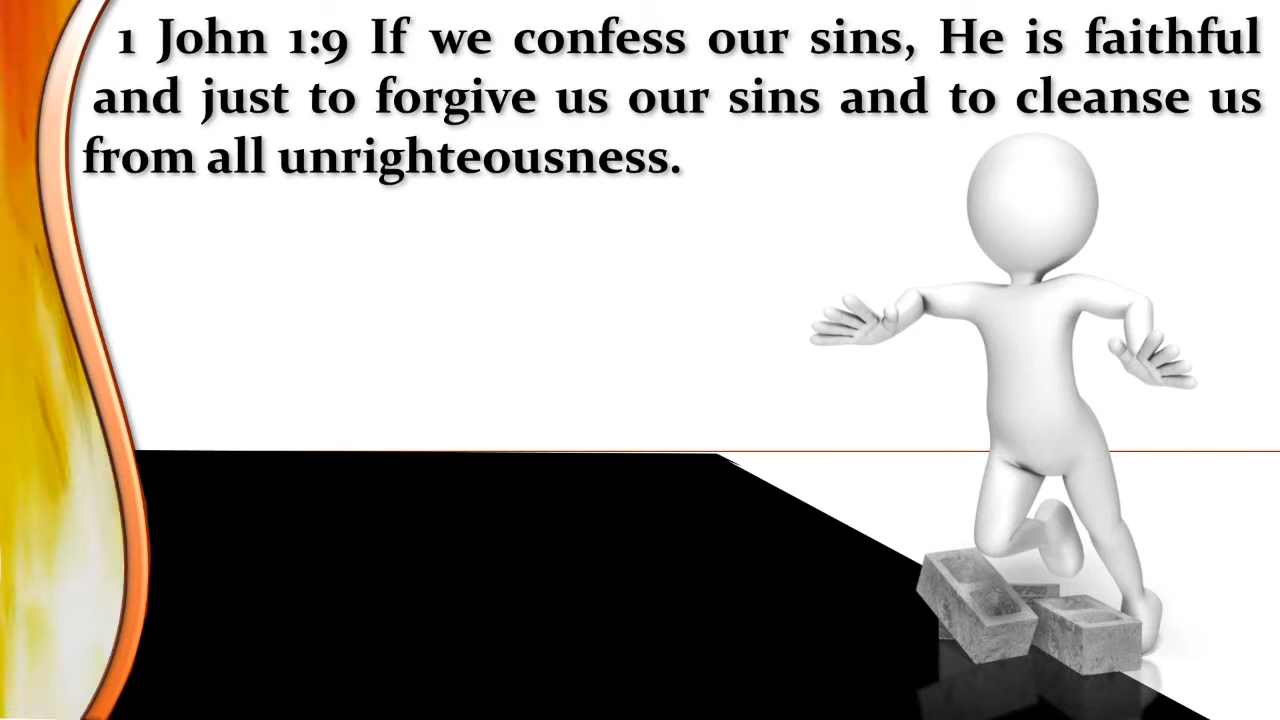 1 John 1:9 If we confess our sins, He is faithful
and just to forgive us our sins and to cleanse us
from all unrighteousness.